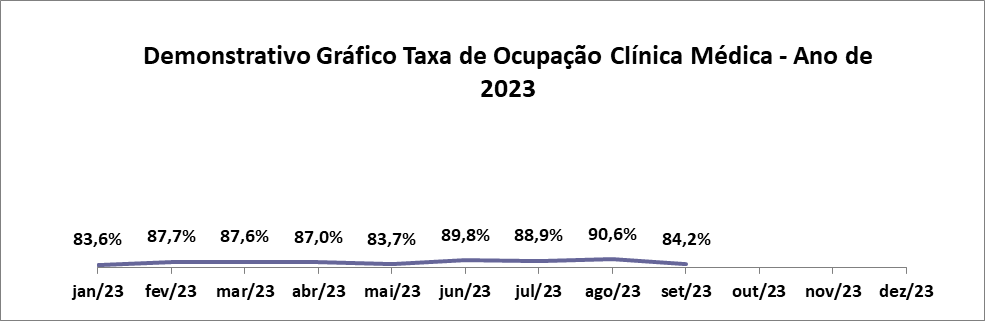 Demonstrativo Gráfico Taxa de Ocupação Clínica Médica - Ano de
2023
83,6% 87,7% 87,6% 87,0% 83,7% 89,8% 88,9% 90,6% 84,2%
jan/23 fev/23 mar/23 abr/23 mai/23 jun/23 jul/23 ago/23 set/23 out/23 nov/23 dez/23